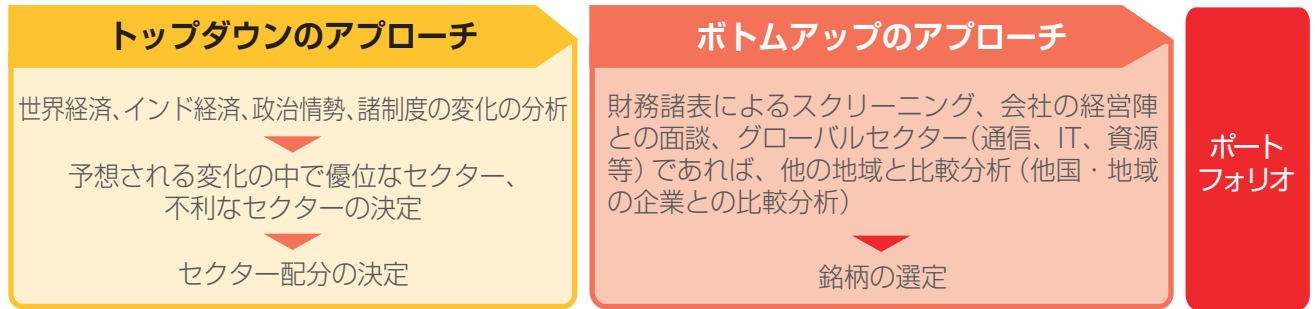 トップダウンのアプローチ
世界経済、インド経済、政治情勢、諸制度の変化の分析
予想される変化の中で優位なセクター、
不利なセクターの決定
セクター配分の決定
ボトムアップのアプローチ
財務諸表によるスクリーニング、会社の経営陣
との面談、グローバルセクター（通信、IT、資源
等）であれば、他の地域と比較分析（他国・地域
の企業との比較分析）
銘柄の選定
ポート
フォリオ